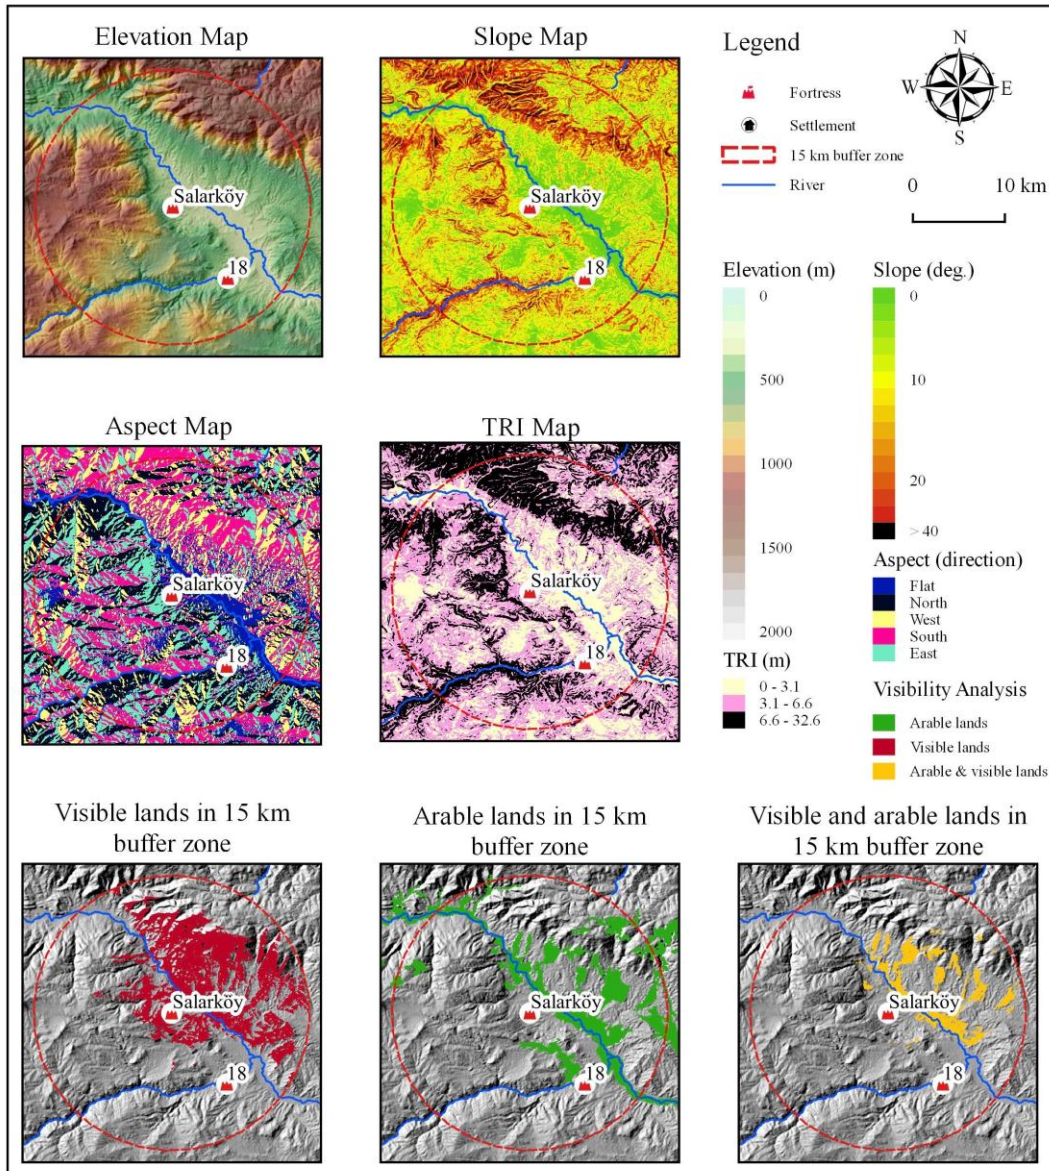 Elevation Map
Slope Map
Legend
N
W
E
S
Fortress
Settlement
15 km buffer zone
River
0
10 km
Salarköy
18
Salarköy
18
Elevation (m)
0
500
1000
1500
2000
Slope (deg.)
0
10
20
> 40
Aspect Map
TRI Map
Salarköy
18
Salarköy
18
Aspect (direction)
Flat
North
West
South
East
TRI (m)
0 - 3.1
3.1 - 6.6
6.6 - 32.6
Visibility Analysis
Arable lands
Visible lands
Arable & visible lands
Visible lands in 15 km
buffer zone
Arable lands in 15 km
buffer zone
Visible and arable lands in
15 km buffer zone
Salarköy
18
Salarköy
18
Salarköy
18